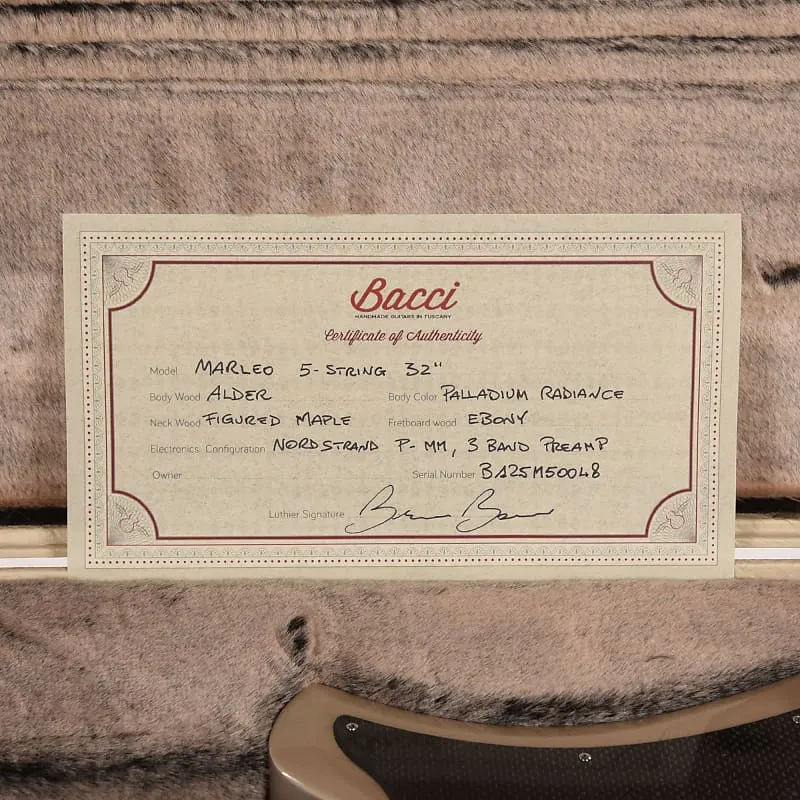 Bacci
HANDMADE GUITARS IN TUSCANY
Certificate of Authenticity
Model MARLEO 5-STRING 32"
Body Wood ALDER Body Color PALLADIUM RADIANCE
Neck Wood FIGURED MAPLE Fretboard wood EBONY
Electronics Configuration NORDSTRAND P-MM, 3 BAND PREAMP
Owner Serial Number BA25M50048
Luthier Signature